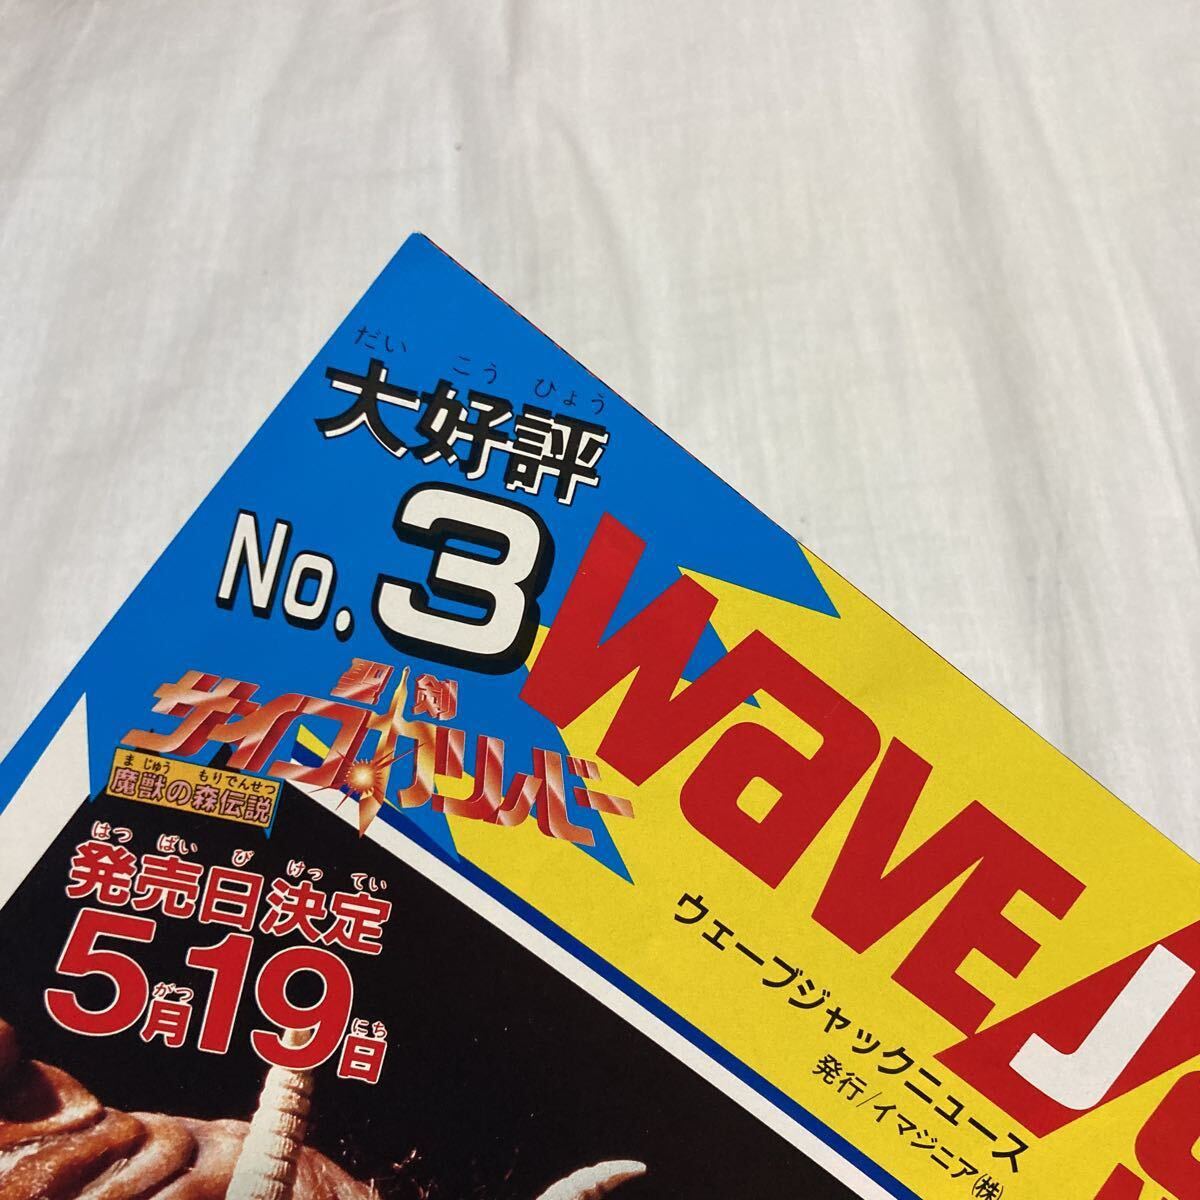 だい こう ひょう
大好評
No.3
wave/J
ウェーブジャックニュース
発行/イマジニア(株)
聖剣
サイコカリバー
ま じゅう もりでんせつ
魔獣の森伝説
はつ ばい び けっ てい
発売日決定
がつ にち
5月19日